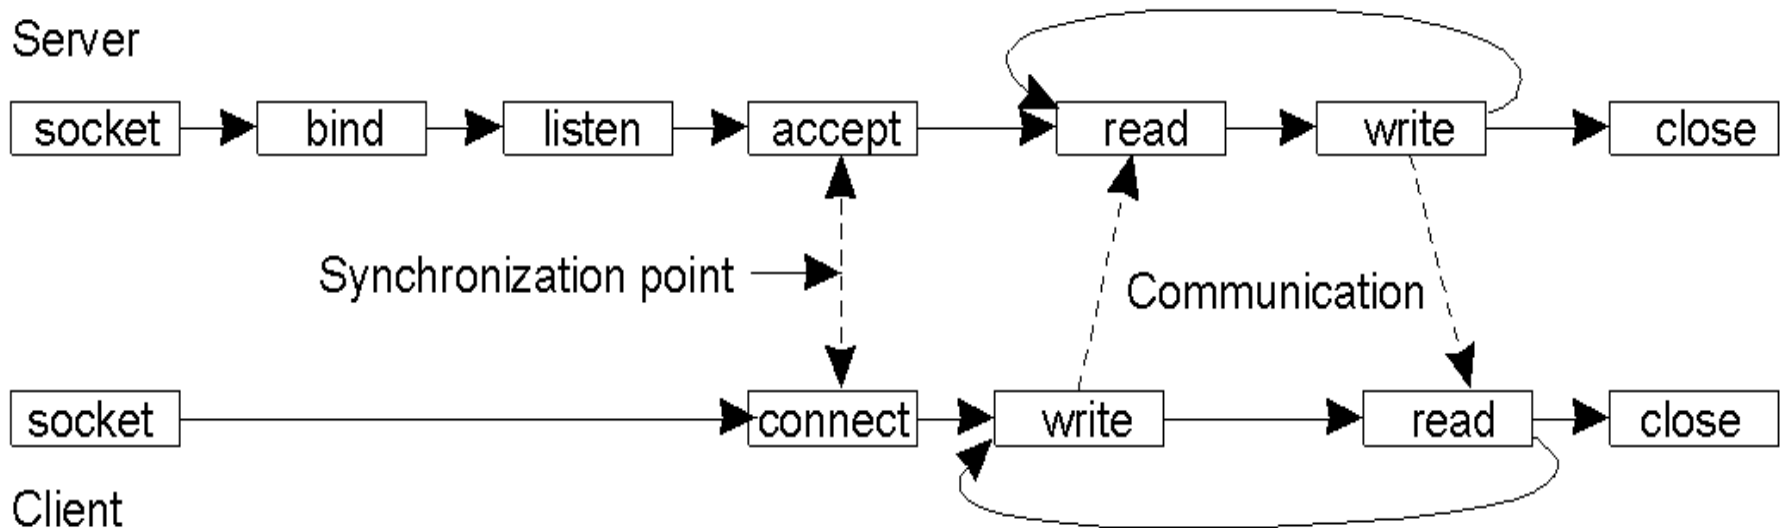 Server
socket bind listen accept read write close
Synchronization point
Communication
socket connect write read close
Client